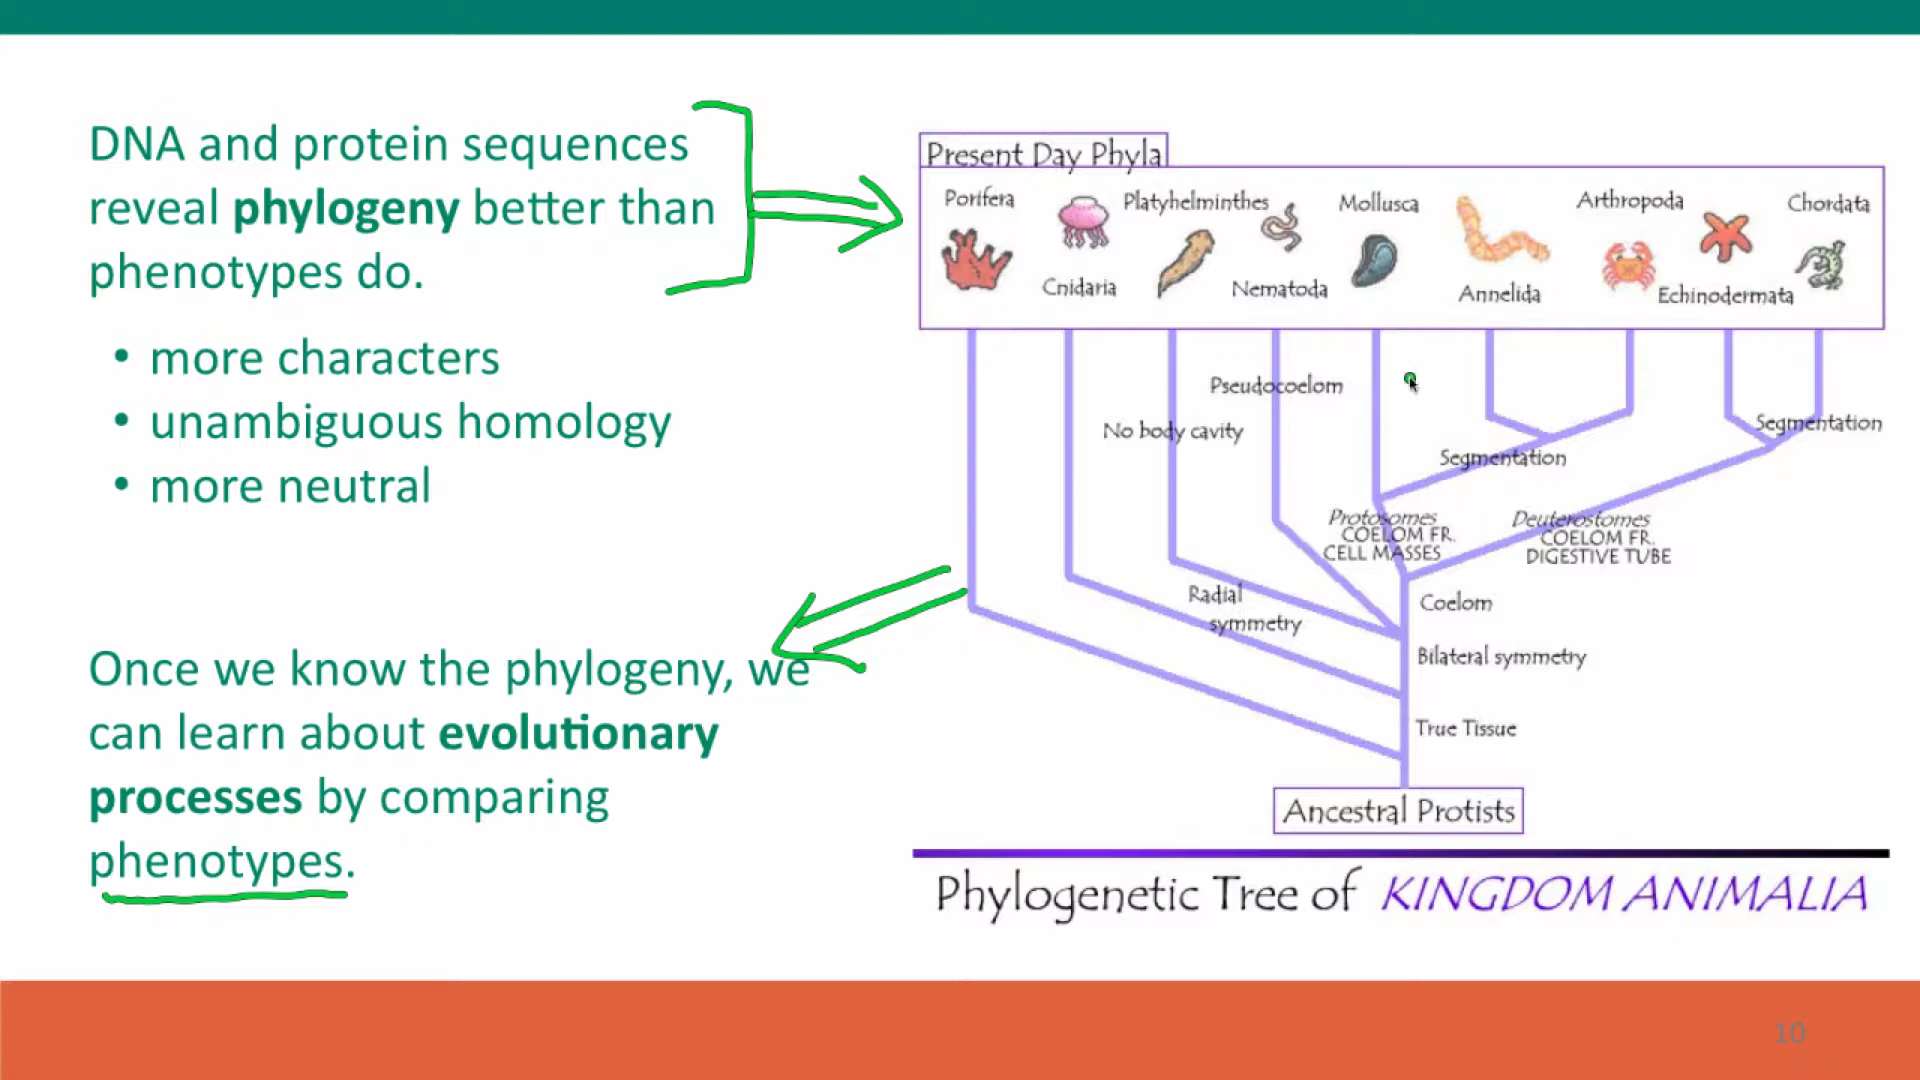 DNA and protein sequences
reveal phylogeny better than
phenotypes do.
• more characters
• unambiguous homology
• more neutral
Once we know the phylogeny, we
can learn about evolutionary
processes by comparing
phenotypes.
Present Day Phyla
Porifera
Cnidaria
Platyhelminthes
Nematoda
Mollusca
Annelida
Arthropoda
Echinodermata
Chordata
Pseudocoelom
No body cavity
Segmentation
Segmentation
Protosomes
COELOM FR.
CELL MASSES
Deuterostomes
COELOM FR.
DIGESTIVE TUBE
Radial
symmetry
Coelom
Bilateral symmetry
True Tissue
Ancestral Protists
Phylogenetic Tree of KINGDOM ANIMALIA
10